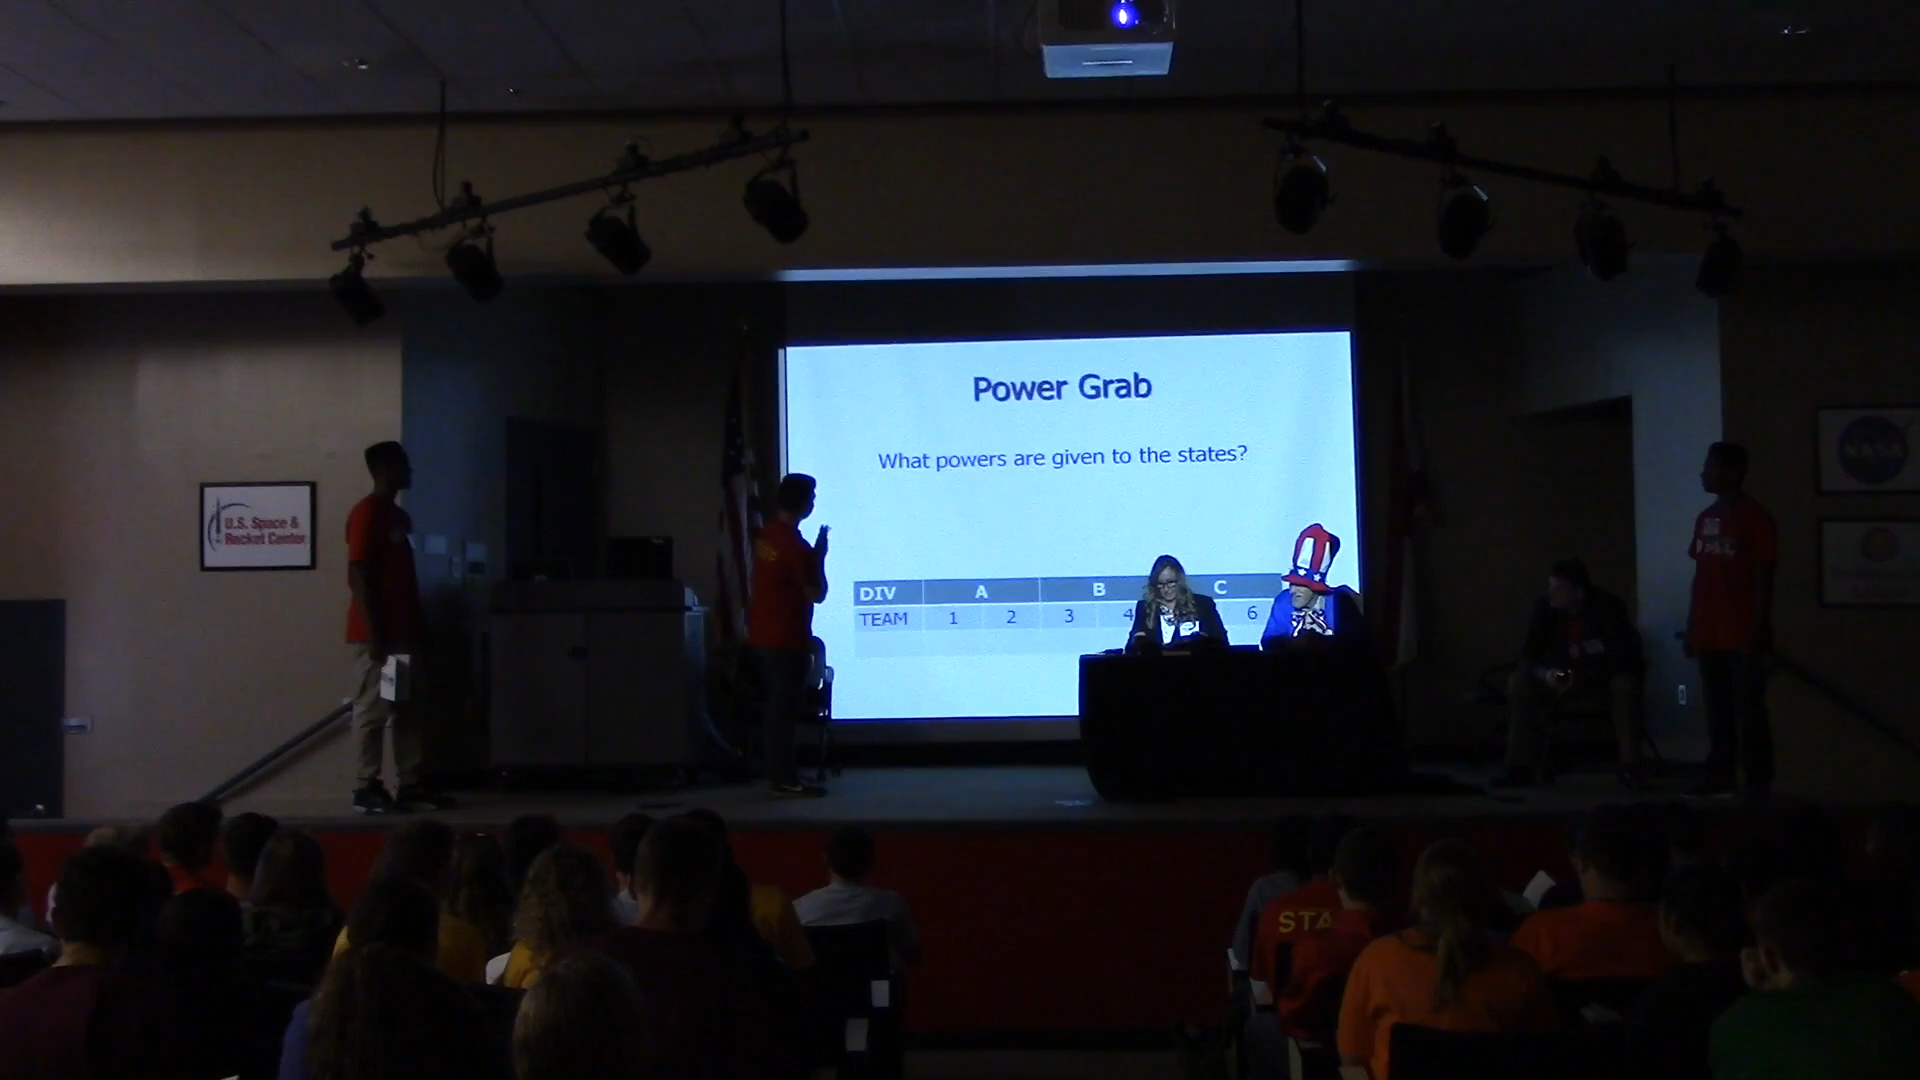 Power Grab
What powers are given to the states?
DIV A B C
TEAM 1 2 3 4 6
U.S. Space &
Rocket Center
NASA
STA